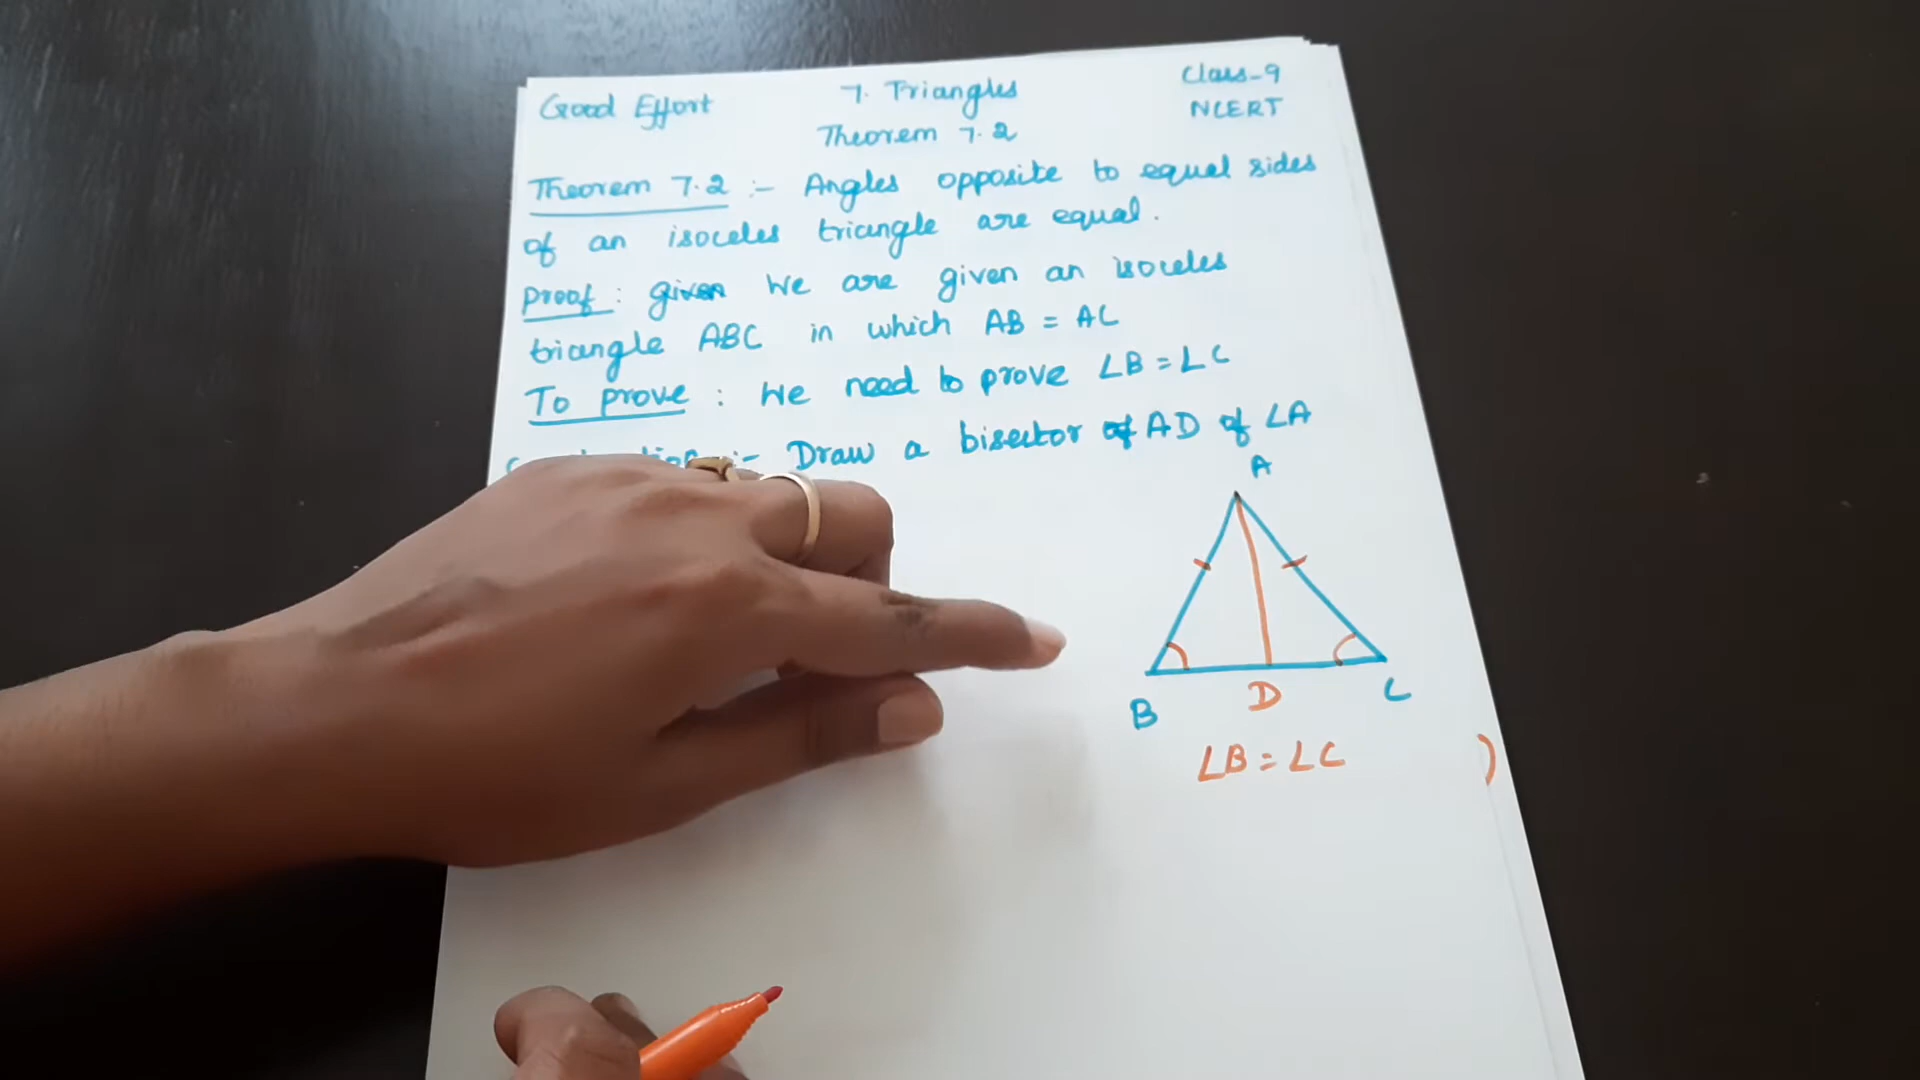 Good Effort
7. Triangles
Class-9
NCERT
Theorem 7.2
Theorem 7.2 :- Angles opposite to equal sides
of an isoceles triangle are equal.
Proof : given We are given an isoceles
triangle ABC in which AB = AC
To prove : We need to prove ∠B = ∠C
:- Draw a bisector of AD of ∠A
A
B
D
C
∠B = ∠C
)